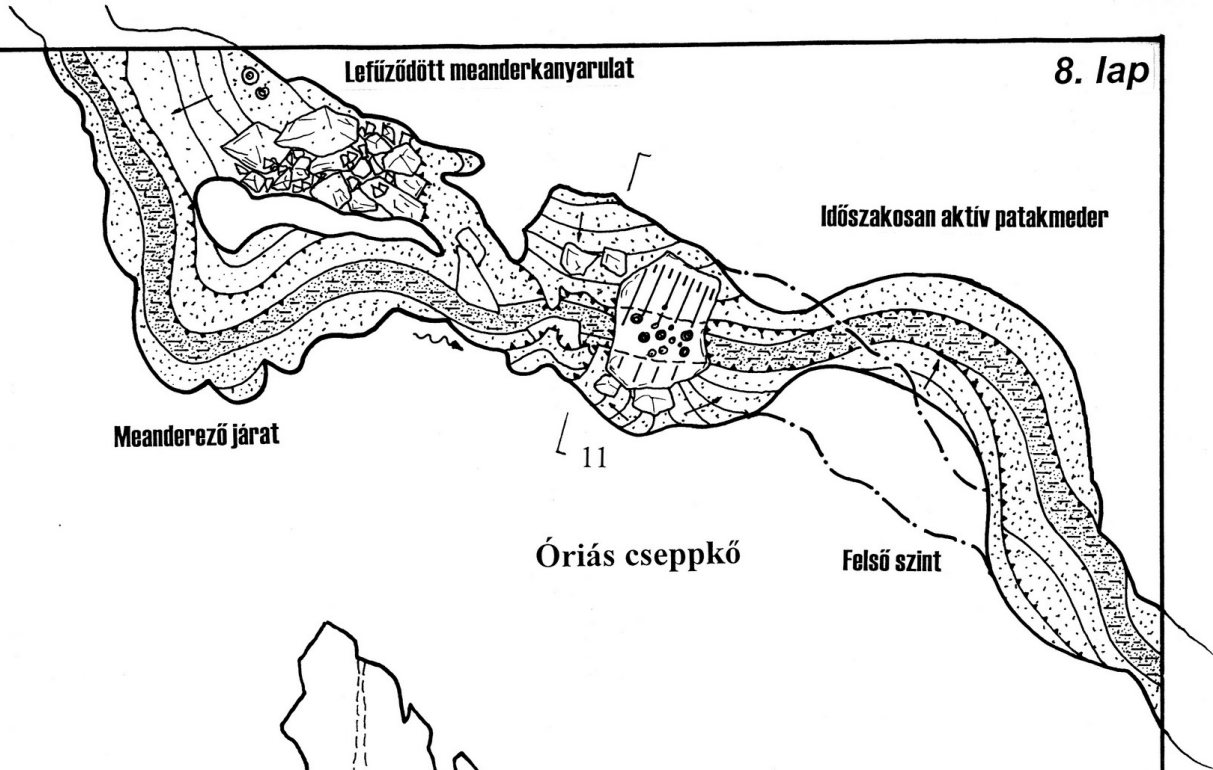 Lefűződött meanderkanyarulat
8. lap
Időszakosan aktív patakmeder
Meanderező járat
11
Óriás cseppkő
Felső szint